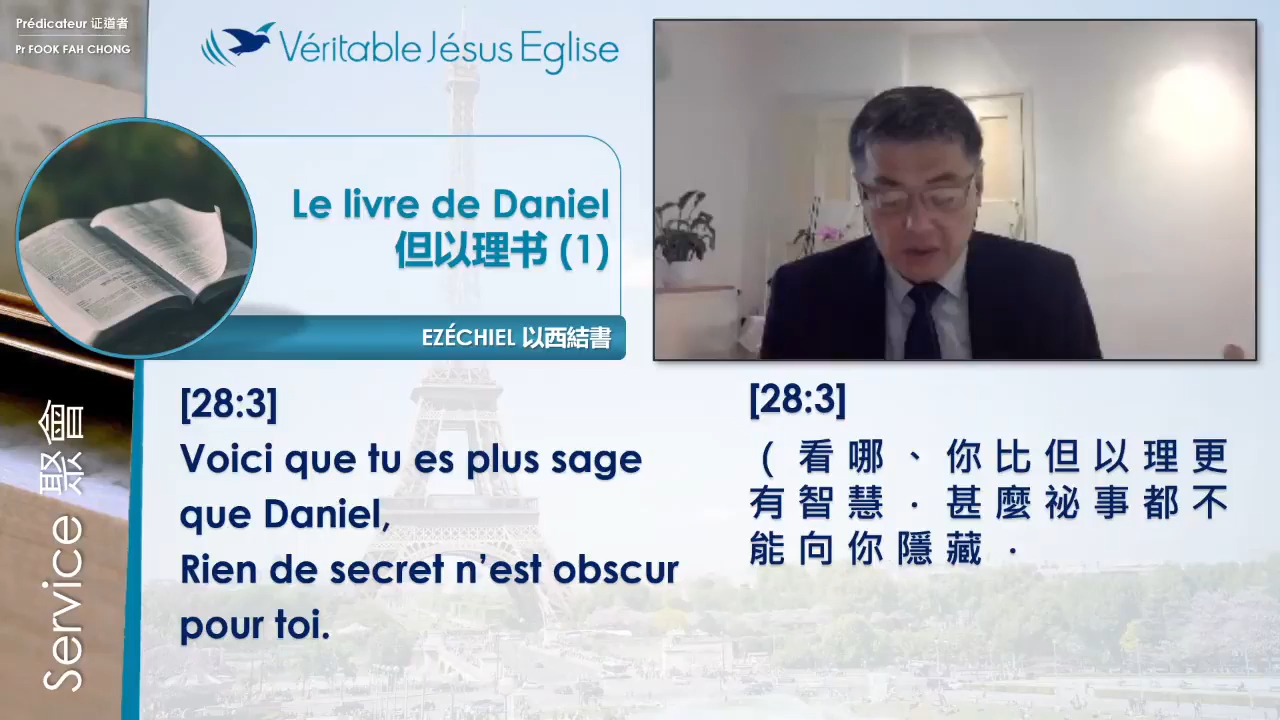 Prédicateur 证道者
Pr FOOK FAH CHONG
Véritable Jésus Eglise
Le livre de Daniel
但以理书 (1)
EZÉCHIEL 以西結書
Service 聚會
[28:3]
Voici que tu es plus sage
que Daniel,
Rien de secret n’est obscur
pour toi.
[28:3]
（看哪、你比但以理更
有智慧．甚麼祕事都不
能向你隱藏．